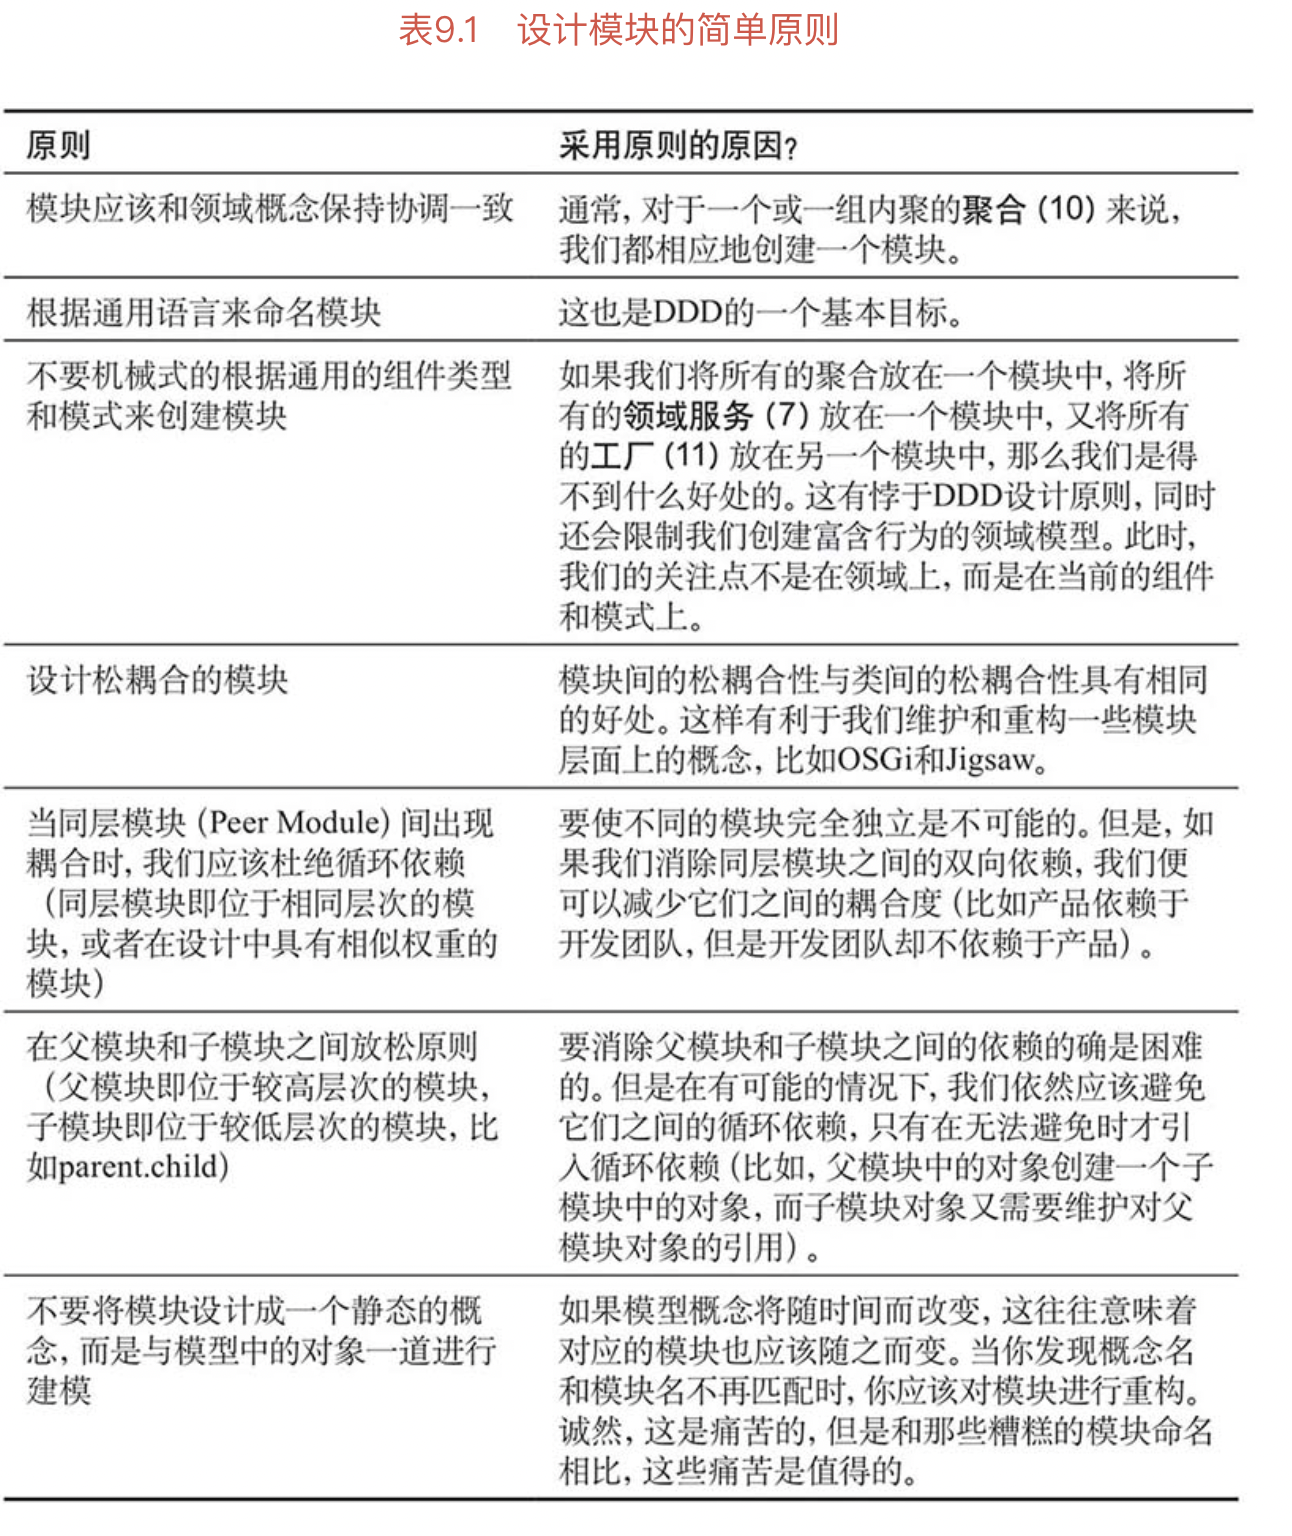 表9.1 设计模块的简单原则
原则
采用原则的原因?
模块应该和领域概念保持协调一致
通常, 对于一个或一组内聚的聚合 (10) 来说,
我们都相应地创建一个模块。
根据通用语言来命名模块
这也是DDD的一个基本目标。
不要机械式的根据通用的组件类型
和模式来创建模块
如果我们将所有的聚合放在一个模块中, 将所
有的领域服务 (7) 放在一个模块中, 又将所有
的工厂 (11) 放在另一个模块中, 那么我们是得
不到什么好处的。这有悖于DDD设计原则, 同时
还会限制我们创建富含行为的领域模型。此时,
我们的关注点不是在领域上, 而是在当前的组件
和模式上。
设计松耦合的模块
模块间的松耦合性与类间的松耦合性具有相同
的好处。这样有利于我们维护和重构一些模块
层面上的概念, 比如OSGi和Jigsaw。
当同层模块 (Peer Module) 间出现
耦合时, 我们应该杜绝循环依赖
(同层模块即位于相同层次的模
块, 或者在设计中具有相似权重的
模块)
要使不同的模块完全独立是不可能的。但是, 如
果我们消除同层模块之间的双向依赖, 我们便
可以减少它们之间的耦合度 (比如产品依赖于
开发团队, 但是开发团队却不依赖于产品) 。
在父模块和子模块之间放松原则
(父模块即位于较高层次的模块,
子模块即位于较低层次的模块, 比
如parent.child)
要消除父模块和子模块之间的依赖的确是困难
的。但是在有可能的情况下, 我们依然应该避免
它们之间的循环依赖, 只有在无法避免时才引
入循环依赖 (比如, 父模块中的对象创建一个子
模块中的对象, 而子模块对象又需要维护对父
模块对象的引用) 。
不要将模块设计成一个静态的概
念, 而是与模型中的对象一道进行
建模
如果模型概念将随时间而改变, 这往往意味着
对应的模块也应该随之而变。当你发现概念名
和模块名不再匹配时, 你应该对模块进行重构。
诚然, 这是痛苦的, 但是和那些糟糕的模块命名
相比, 这些痛苦是值得的。